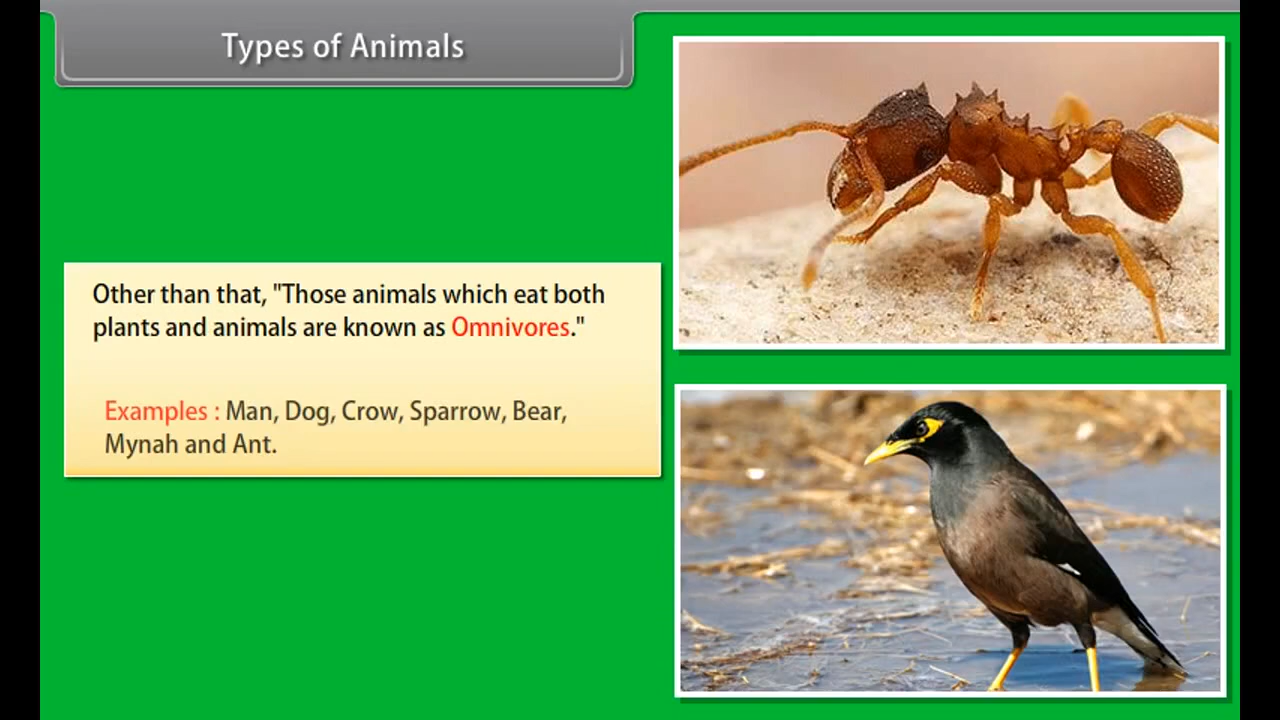 Types of Animals
Other than that, "Those animals which eat both
plants and animals are known as Omnivores."
Examples : Man, Dog, Crow, Sparrow, Bear,
Mynah and Ant.